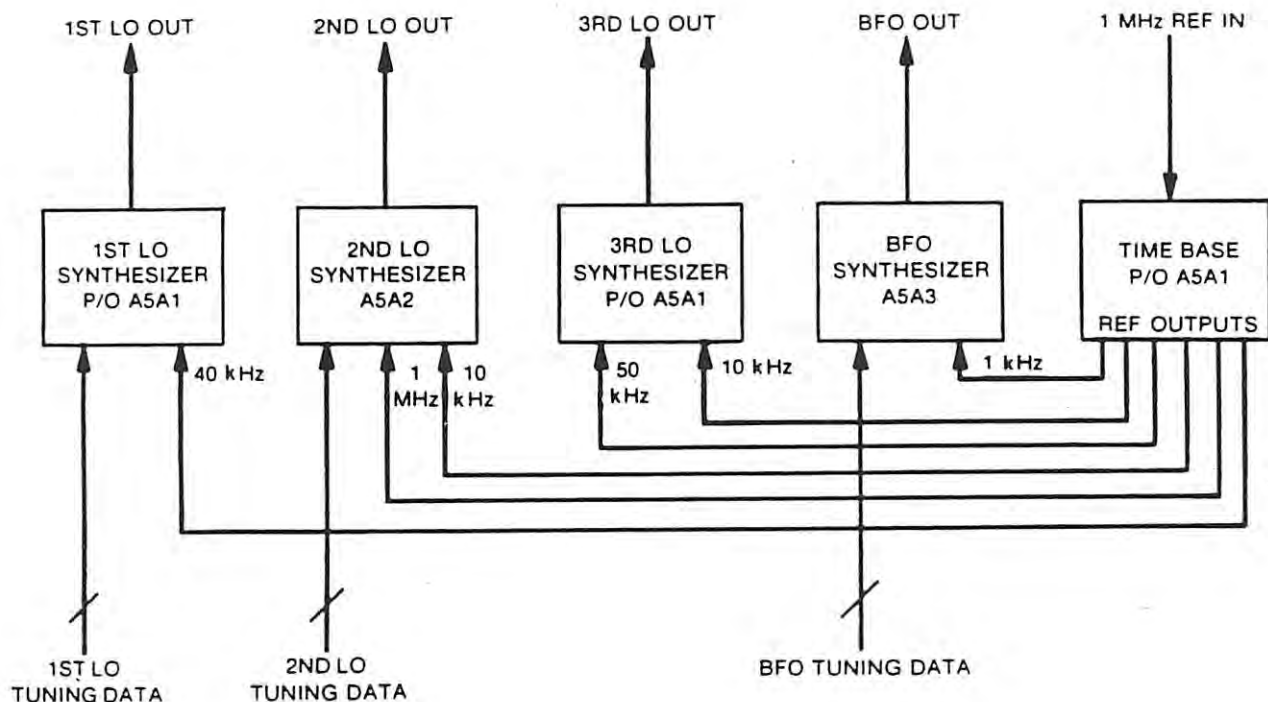 1ST LO OUT
2ND LO OUT
3RD LO OUT
BFO OUT
1 MHz REF IN
1ST LO
SYNTHESIZER
P/O A5A1
2ND LO
SYNTHESIZER
A5A2
3RD LO
SYNTHESIZER
P/O A5A1
BFO
SYNTHESIZER
A5A3
TIME BASE
P/O A5A1
REF OUTPUTS
40 kHz
1
MHz
10
kHz
50
kHz
10 kHz
1 kHz
1ST LO
TUNING DATA
2ND LO
TUNING DATA
BFO TUNING DATA